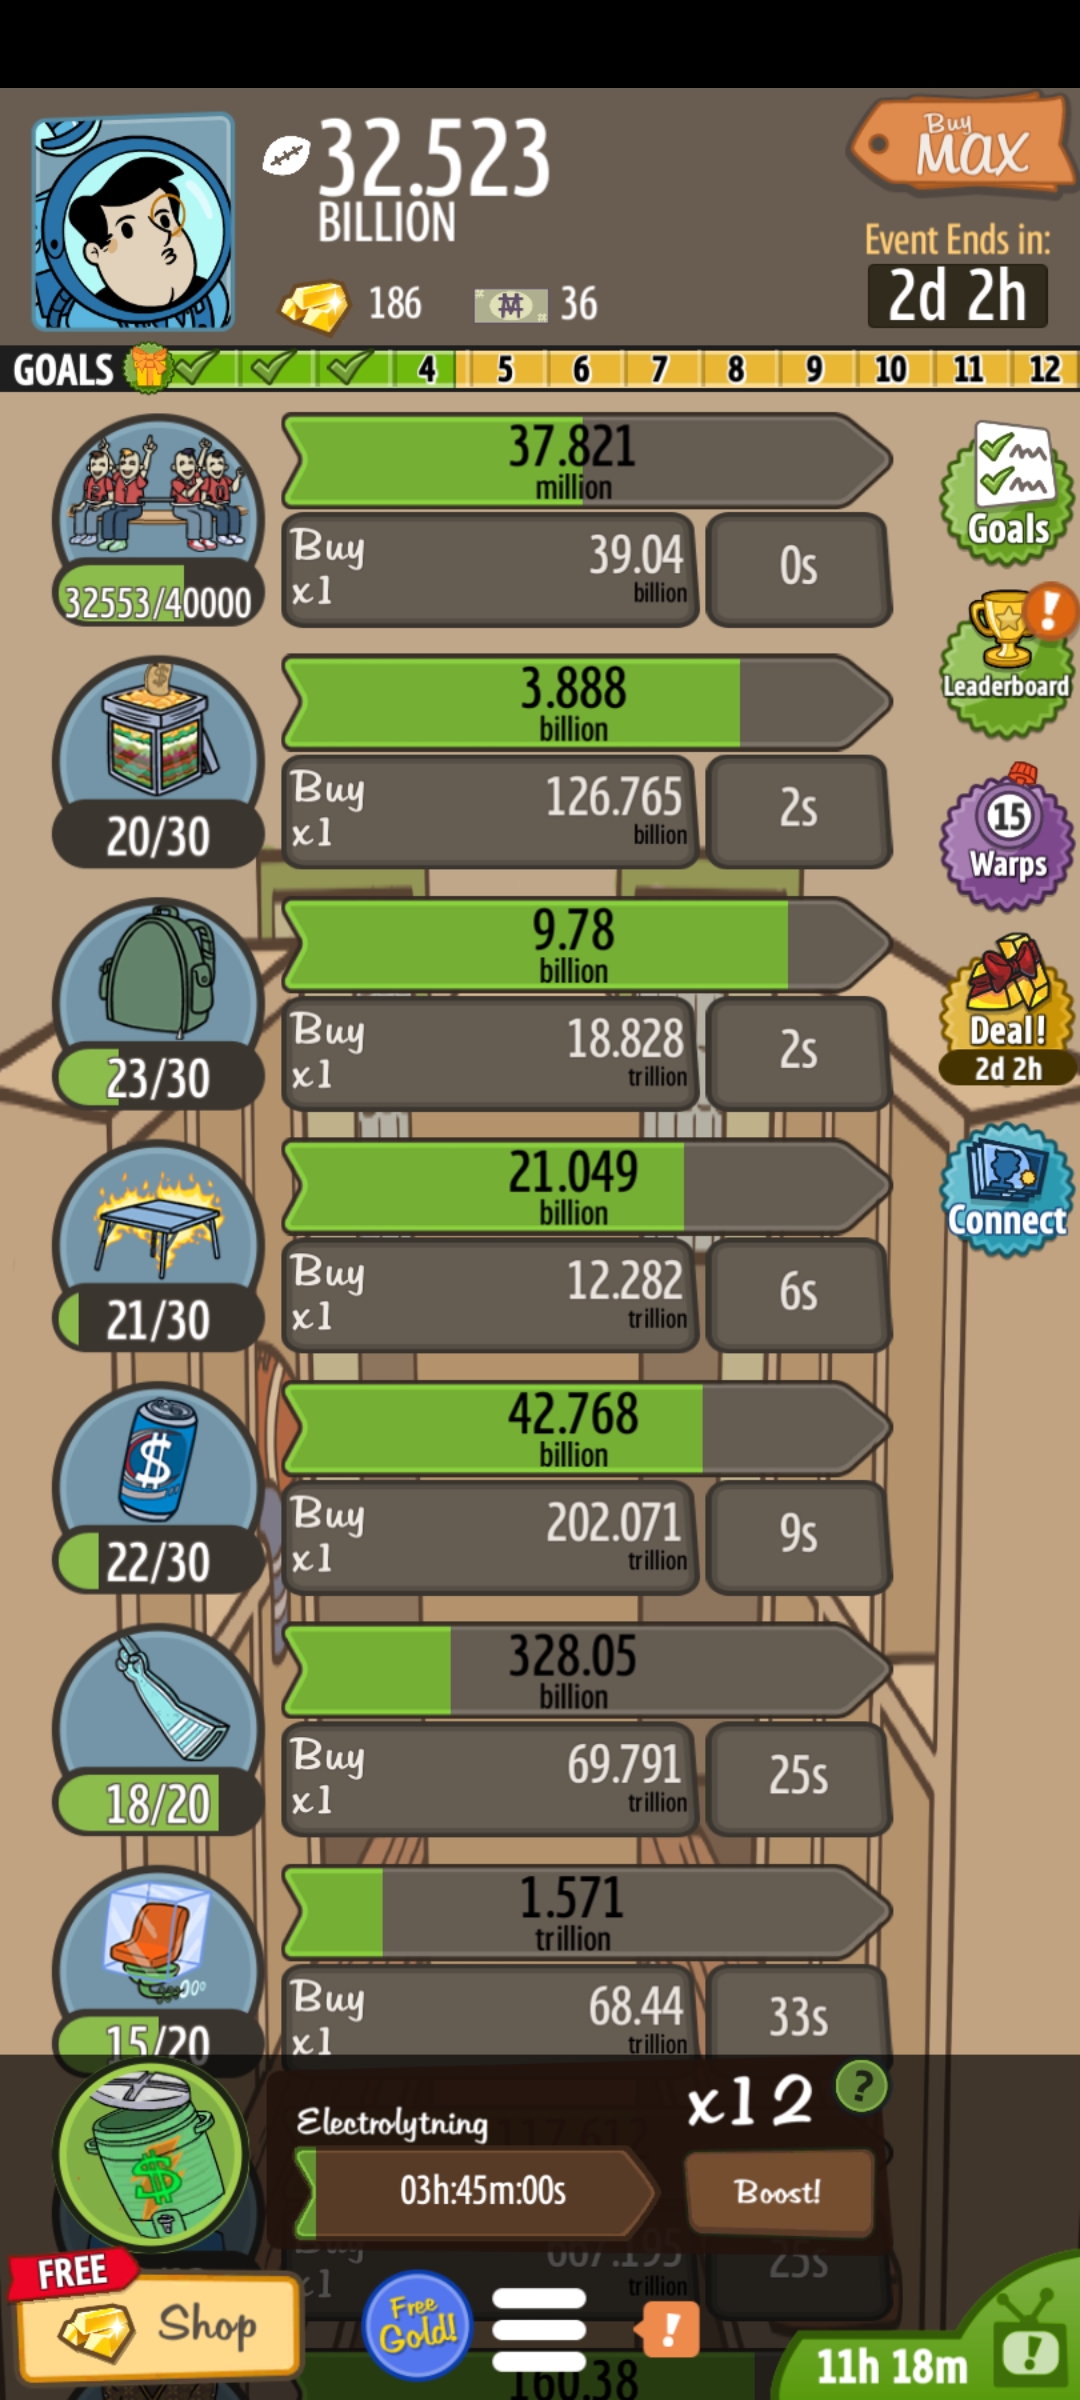 32.523
BILLION
Buy
MAX
Event Ends in:
2d 2h
186
36
GOALS 4 5 6 7 8 9 10 11 12
37.821
million
Buy
x1
39.04
billion
0s
32553/40000
Goals
3.888
billion
Leaderboard
Buy
x1
126.765
billion
2s
20/30
15
Warps
9.78
billion
Buy
x1
18.828
trillion
2s
23/30
Deal!
2d 2h
21.049
billion
Connect
Buy
x1
12.282
trillion
6s
21/30
42.768
billion
Buy
x1
202.071
trillion
9s
22/30
328.05
billion
Buy
x1
69.791
trillion
25s
18/20
1.571
trillion
Buy
x1
68.44
trillion
33s
15/20
Electrolytning
x12
?
03h:45m:00s
Boost!
Buy
x1
667.195
trillion
25s
FREE
Shop
Free
Gold!
!
11h 18m
160.38